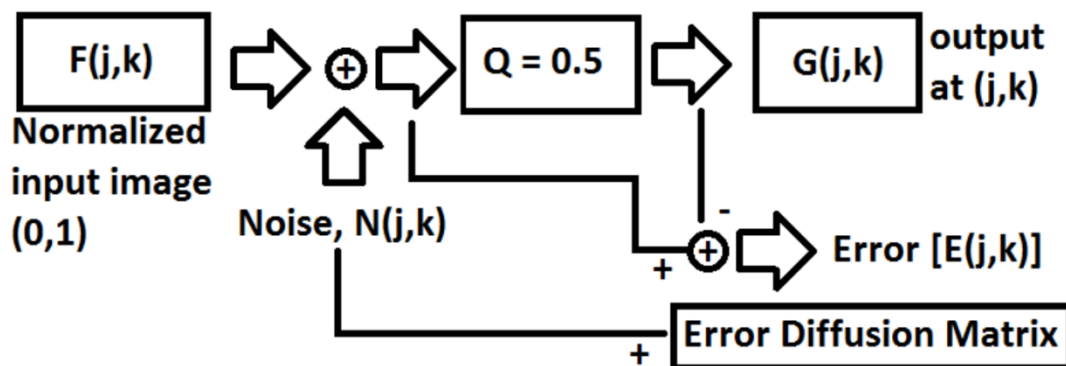 F(j,k)
+
Q = 0.5
G(j,k)
output
at (j,k)
Normalized
input image
(0,1)
Noise, N(j,k)
-
+
+
Error [E(j,k)]
+
Error Diffusion Matrix